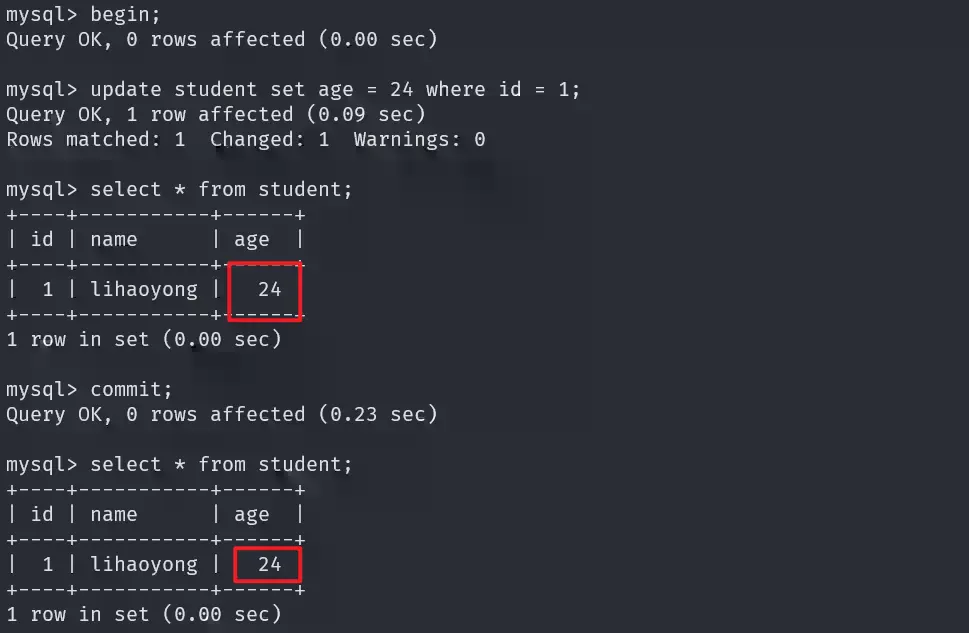 mysql> begin;
Query OK, 0 rows affected (0.00 sec)
mysql> update student set age = 24 where id = 1;
Query OK, 1 row affected (0.09 sec)
Rows matched: 1  Changed: 1  Warnings: 0
mysql> select * from student;
+----+-----------+------+
| id | name      | age  |
+----+-----------+------+
|  1 | lihaoyong |   24 |
+----+-----------+------+
1 row in set (0.00 sec)
mysql> commit;
Query OK, 0 rows affected (0.23 sec)
mysql> select * from student;
+----+-----------+------+
| id | name      | age  |
+----+-----------+------+
|  1 | lihaoyong |   24 |
+----+-----------+------+
1 row in set (0.00 sec)